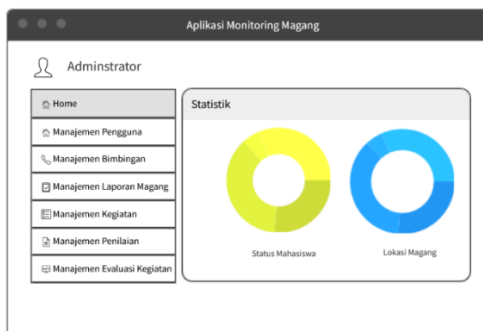 Aplikasi Monitoring Magang
Adminstrator
Home
Statistik
Manajemen Pengguna
Manajemen Bimbingan
Manajemen Laporan Magang
Manajemen Kegiatan
Manajemen Penilaian
Manajemen Evaluasi Kegiatan
Status Mahasiswa
Lokasi Magang